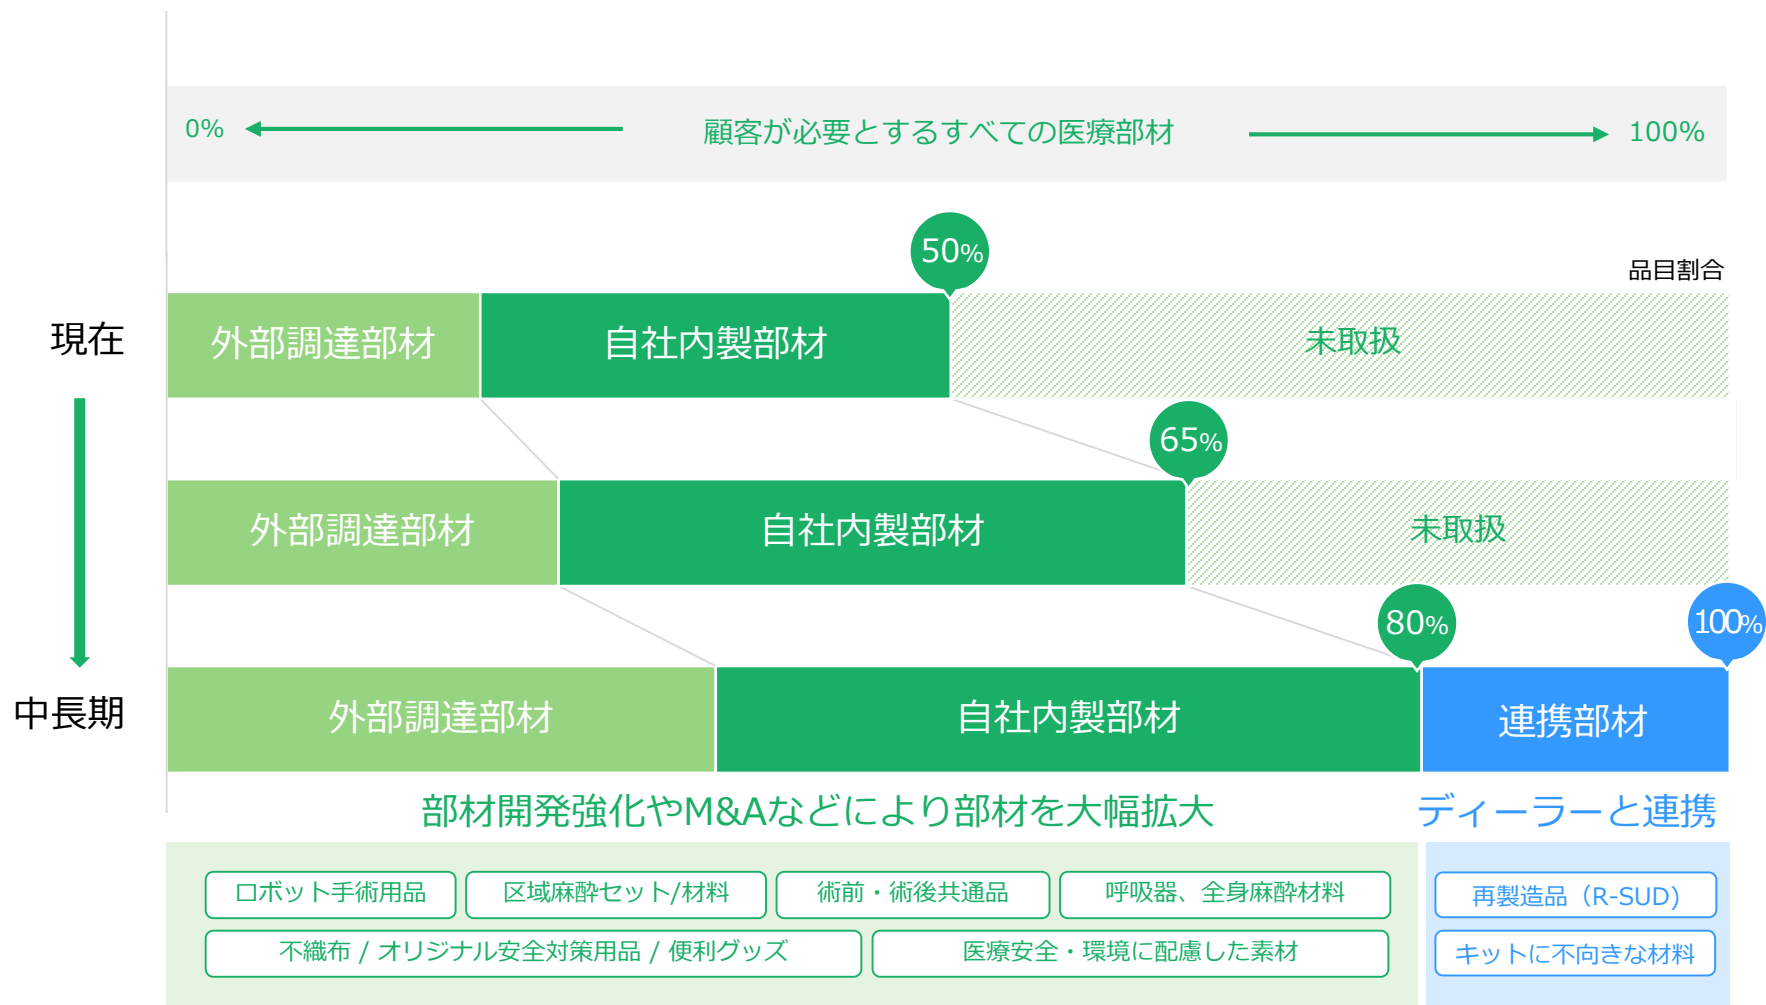 0%
顧客が必要とするすべての医療部材
100%
50%
品目割合
現在
外部調達部材
自社内製部材
未取扱
65%
外部調達部材
自社内製部材
未取扱
80%
100%
中長期
外部調達部材
自社内製部材
連携部材
部材開発強化やM&Aなどにより部材を大幅拡大
ディーラーと連携
ロボット手術用品
区域麻酔セット/材料
術前・術後共通品
呼吸器、全身麻酔材料
再製造品（R-SUD)
不織布 / オリジナル安全対策用品 / 便利グッズ
医療安全・環境に配慮した素材
キットに不向きな材料